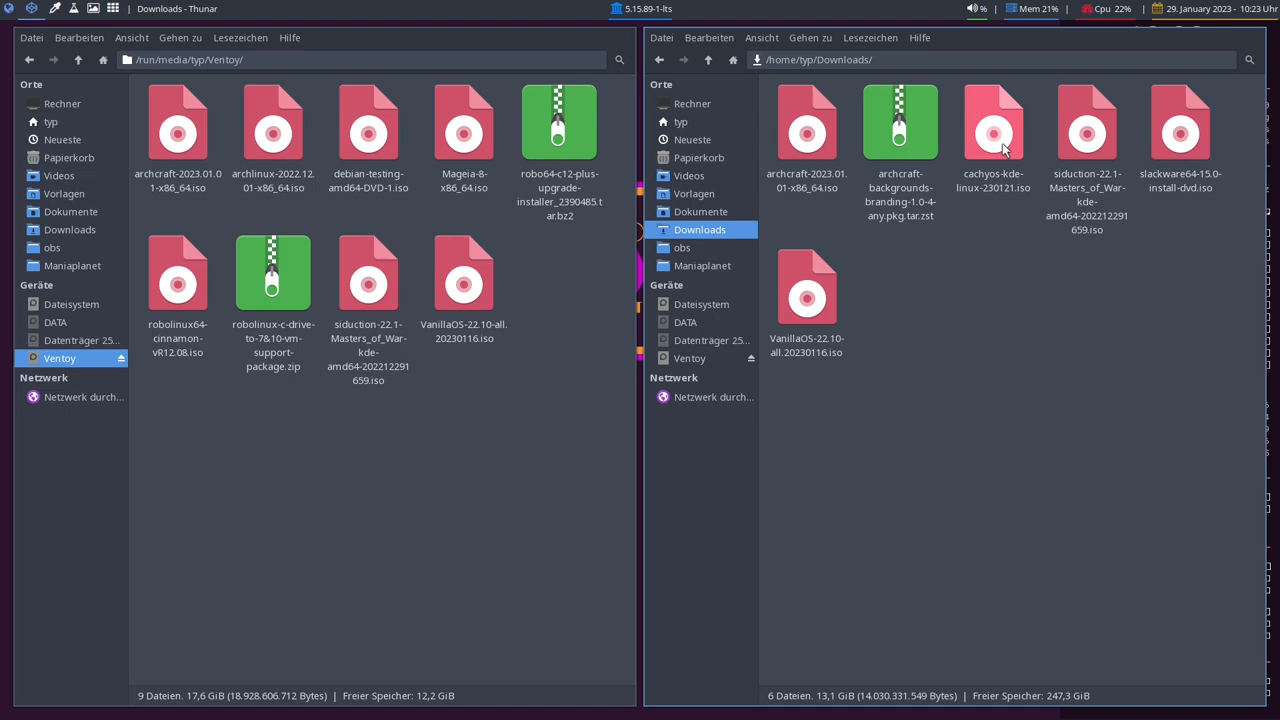 Downloads - Thunar
5.15.89-1-lts
%
Mem 21%
Cpu 22%
29. January 2023 - 10:23 Uhr
Datei Bearbeiten Ansicht Gehen zu Lesezeichen Hilfe
/run/media/typ/Ventoy/
Orte
Rechner
typ
Neueste
Papierkorb
Videos
Vorlagen
Dokumente
Downloads
obs
Maniaplanet
Geräte
Dateisystem
DATA
Datenträger 25...
Ventoy
Netzwerk
Netzwerk durch...
archcraft-2023.01.0
1-x86_64.iso
archlinux-2022.12.
01-x86_64.iso
debian-testing-
amd64-DVD-1.iso
Mageia-8-
x86_64.iso
robo64-c12-plus-
upgrade-
installer_2390485.t
ar.bz2
robolinux64-
cinnamon-
vR12.08.iso
robolinux-c-drive-
to-7&10-vm-
support-
package.zip
siduction-22.1-
Masters_of_War-
kde-
amd64-202212291
659.iso
VanillaOS-22.10-all.
20230116.iso
9 Dateien. 17,6 GiB (18.928.606.712 Bytes) | Freier Speicher: 12,2 GiB
Datei Bearbeiten Ansicht Gehen zu Lesezeichen Hilfe
/home/typ/Downloads/
Orte
Rechner
typ
Neueste
Papierkorb
Videos
Vorlagen
Dokumente
Downloads
obs
Maniaplanet
Geräte
Dateisystem
DATA
Datenträger 25...
Ventoy
Netzwerk
Netzwerk durch...
archcraft-2023.01.
01-x86_64.iso
archcraft-
backgrounds-
branding-1.0-4-
any.pkg.tar.zst
cachyos-kde-
linux-230121.iso
siduction-22.1-
Masters_of_War-
kde-
amd64-202212291
659.iso
slackware64-15.0-
install-dvd.iso
VanillaOS-22.10-
all.20230116.iso
6 Dateien. 13,1 GiB (14.030.331.549 Bytes) | Freier Speicher: 247,3 GiB